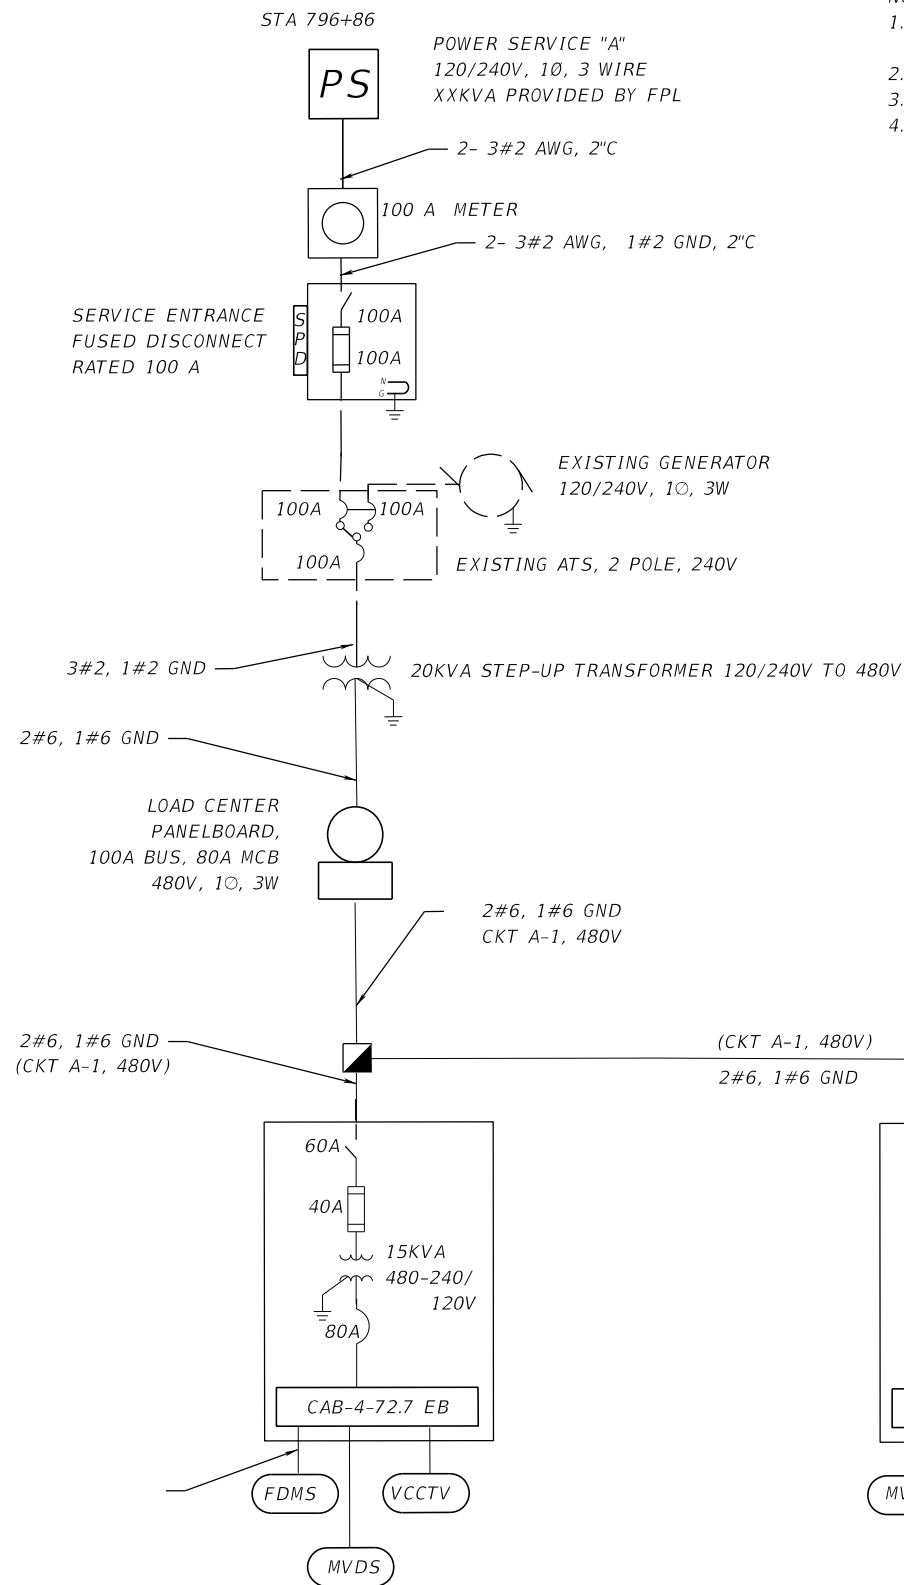 STA 796+86
POWER SERVICE "A"
120/240V, 1Ø, 3 WIRE
XXKVA PROVIDED BY FPL
1.
2.
3.
4.
PS
2- 3#2 AWG, 2"C
100 A METER
2- 3#2 AWG, 1#2 GND, 2"C
SERVICE ENTRANCE
FUSED DISCONNECT
RATED 100 A
SPD
100A
100A
N
G
EXISTING GENERATOR
120/240V, 1∅, 3W
100A
100A
100A
EXISTING ATS, 2 POLE, 240V
3#2, 1#2 GND
20KVA STEP-UP TRANSFORMER 120/240V TO 480V
2#6, 1#6 GND
LOAD CENTER
PANELBOARD,
100A BUS, 80A MCB
480V, 1∅, 3W
2#6, 1#6 GND
CKT A-1, 480V
2#6, 1#6 GND
(CKT A-1, 480V)
(CKT A-1, 480V)
2#6, 1#6 GND
60A
40A
15KVA
480-240/
120V
80A
CAB-4-72.7 EB
FDMS
VCCTV
MVDS